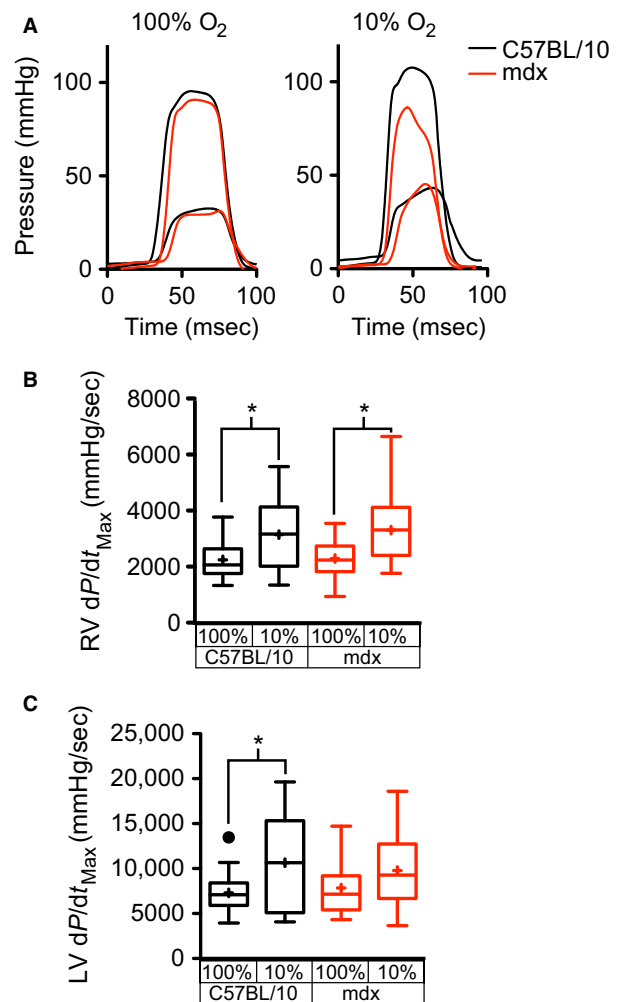 A
100% O2
10% O2
C57BL/10
mdx
Pressure (mmHg)
100
50
0
0
50
100
Time (msec)
100
50
0
0
50
100
Time (msec)
B
RV dP/dtMax (mmHg/sec)
8000
6000
4000
2000
0
*
*
100% 10% 100% 10%
C57BL/10 mdx
C
LV dP/dtMax (mmHg/sec)
25,000
20,000
15,000
10,000
5000
0
*
100% 10% 100% 10%
C57BL/10 mdx